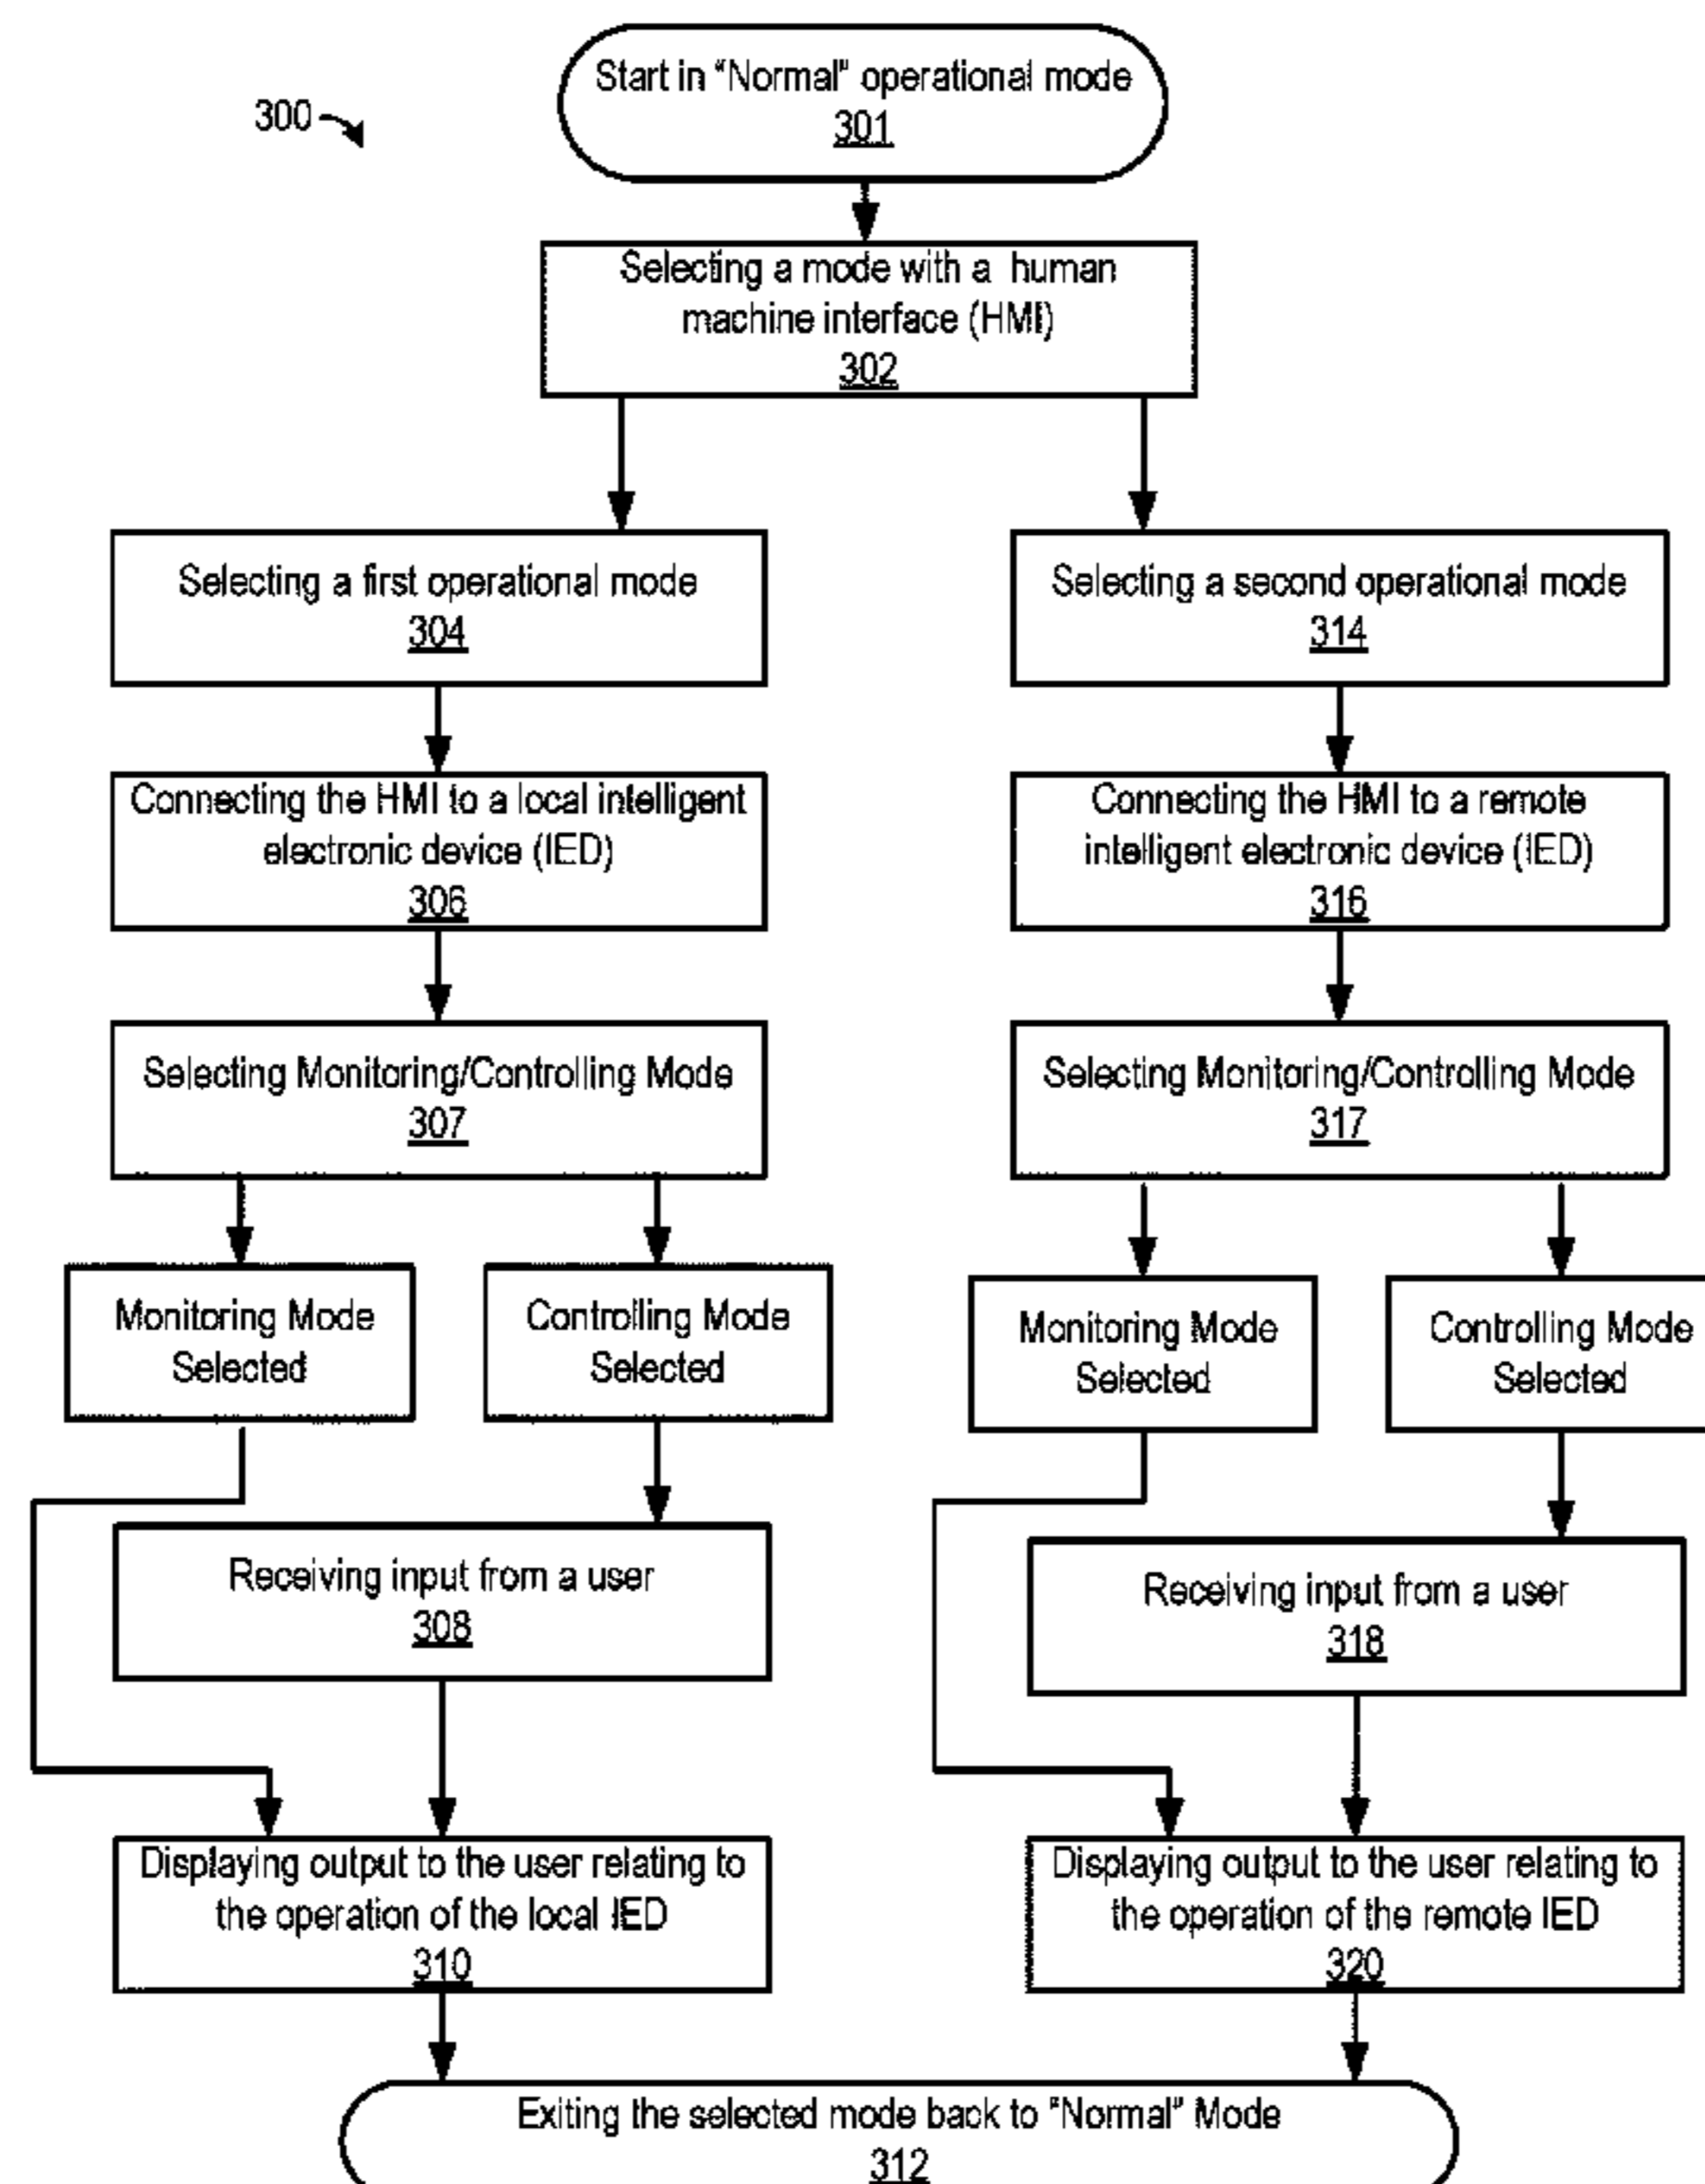 Start in "Normal" operational mode
301
300
Selecting a mode with a human
machine interface (HMI)
302
Selecting a first operational mode
304
Selecting a second operational mode
314
Connecting the HMI to a local intelligent
electronic device (IED)
306
Connecting the HMI to a remote
intelligent electronic device (IED)
316
Selecting Monitoring/Controlling Mode
307
Selecting Monitoring/Controlling Mode
317
Monitoring Mode
Selected
Controlling Mode
Selected
Monitoring Mode
Selected
Controlling Mode
Selected
Receiving input from a user
308
Receiving input from a user
318
Displaying output to the user relating to
the operation of the local IED
310
Displaying output to the user relating to
the operation of the remote IED
320
Exiting the selected mode back to "Normal" Mode
312